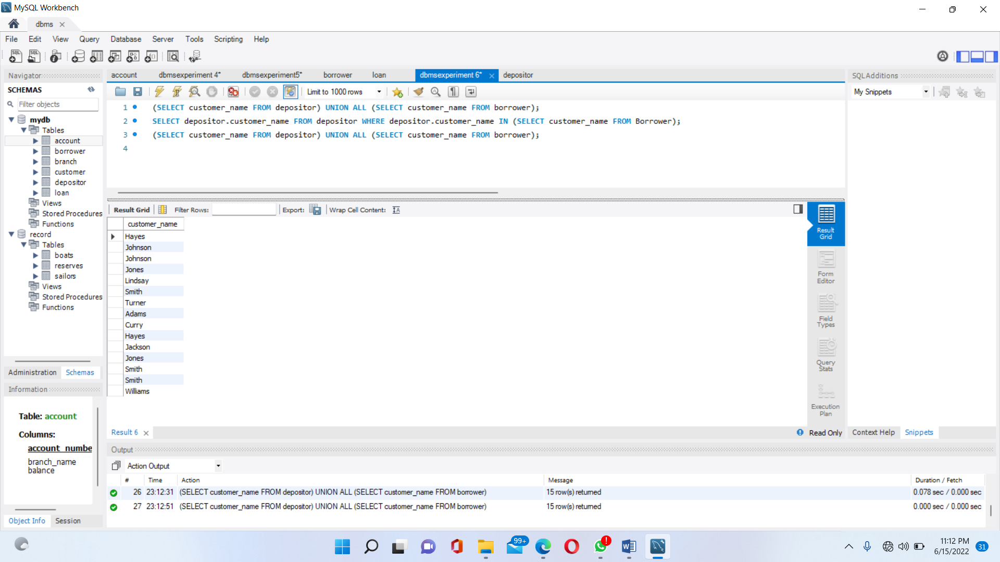 MySQL Workbench
dbms
File Edit View Query Database Server Tools Scripting Help
Navigator
SCHEMAS
Filter objects
mydb
Tables
account
borrower
branch
customer
depositor
loan
Views
Stored Procedures
Functions
record
Tables
boats
reserves
sailors
Views
Stored Procedures
Functions
Administration Schemas
Information
Table: account
Columns:
account_numbe
branch_name
balance
Object Info Session
account dbmsexperiment 4* dbmsexperiment5* borrower loan dbmsexperiment 6* depositor
Limit to 1000 rows
1 (SELECT customer_name FROM depositor) UNION ALL (SELECT customer_name FROM borrower);
2 SELECT depositor.customer_name FROM depositor WHERE depositor.customer_name IN (SELECT customer_name FROM Borrower);
3 (SELECT customer_name FROM depositor) UNION ALL (SELECT customer_name FROM borrower);
4
Result Grid Filter Rows: Export: Wrap Cell Content:
customer_name
Hayes
Johnson
Johnson
Jones
Lindsay
Smith
Turner
Adams
Curry
Hayes
Jackson
Jones
Smith
Smith
Williams
Result
Grid
Form
Editor
Field
Types
Query
Stats
Execution
Plan
Result 6
Read Only
SQLAdditions
My Snippets
Context Help Snippets
Output
Action Output
# Time Action Message Duration / Fetch
26 23:12:31 (SELECT customer_name FROM depositor) UNION ALL (SELECT customer_name FROM borrower) 15 row(s) returned 0.078 sec / 0.000 sec
27 23:12:51 (SELECT customer_name FROM depositor) UNION ALL (SELECT customer_name FROM borrower) 15 row(s) returned 0.000 sec / 0.000 sec
99+
11:12 PM
6/15/2022
31